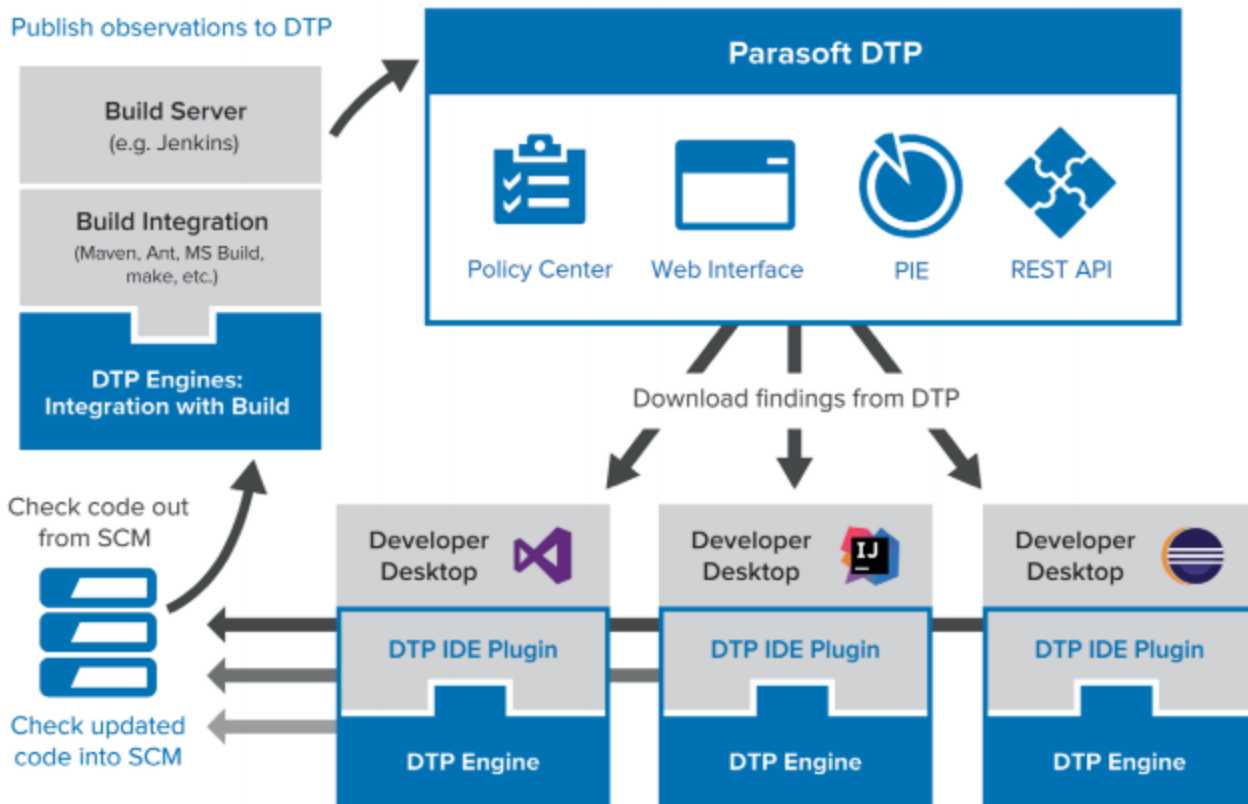 Publish observations to DTP
Build Server
(e.g. Jenkins)
Build Integration
(Maven, Ant, MS Build,
make, etc.)
DTP Engines:
Integration with Build
Parasoft DTP
Policy Center
Web Interface
PIE
REST API
Download findings from DTP
Check code out
from SCM
Check updated
code into SCM
Developer
Desktop
DTP IDE Plugin
DTP Engine
Developer
Desktop
IJ
DTP IDE Plugin
DTP Engine
Developer
Desktop
DTP IDE Plugin
DTP Engine